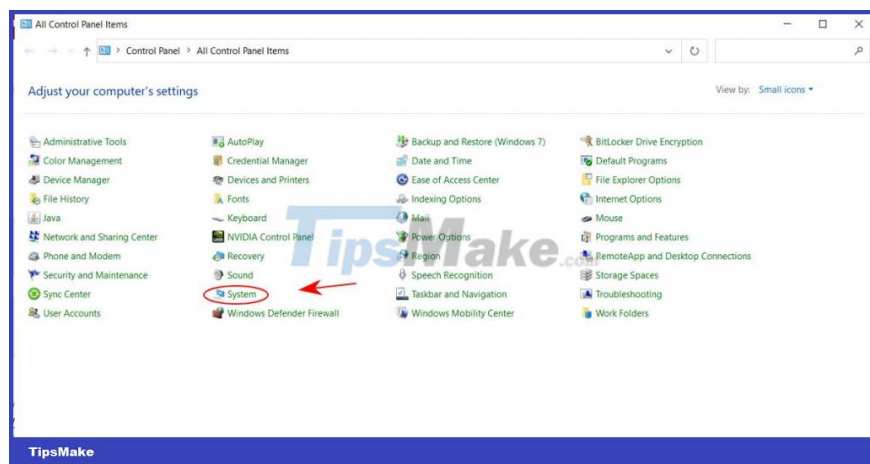 All Control Panel Items
Control Panel > All Control Panel Items
Adjust your computer's settings
View by: Small icons
Administrative Tools
AutoPlay
Backup and Restore (Windows 7)
BitLocker Drive Encryption
Color Management
Credential Manager
Date and Time
Default Programs
Device Manager
Devices and Printers
Ease of Access Center
File Explorer Options
File History
Fonts
Indexing Options
Internet Options
Java
Keyboard
Mail
Mouse
Network and Sharing Center
NVIDIA Control Panel
Power Options
Programs and Features
Phone and Modem
Recovery
Region
RemoteApp and Desktop Connections
Security and Maintenance
Sound
Speech Recognition
Storage Spaces
Sync Center
System
Taskbar and Navigation
Troubleshooting
User Accounts
Windows Defender Firewall
Windows Mobility Center
Work Folders
TipsMake.com
TipsMake